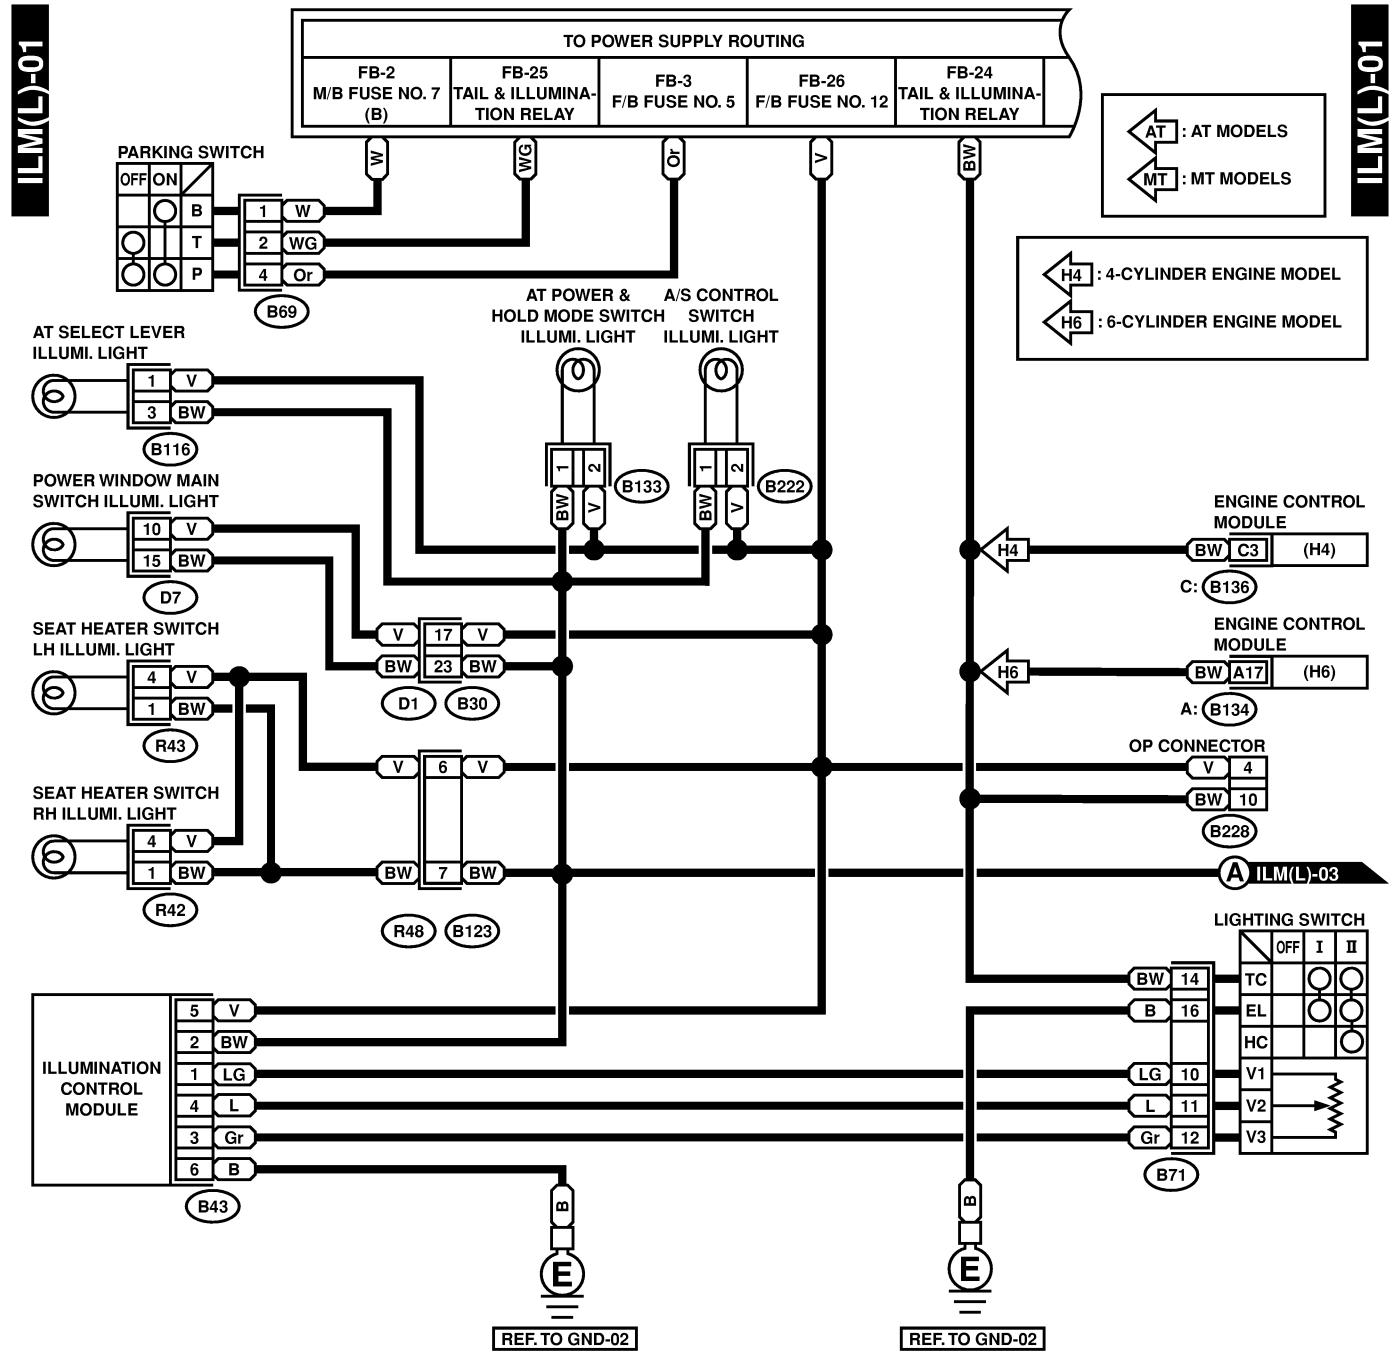 ILM(L)-01
ILM(L)-01
TO POWER SUPPLY ROUTING
FB-2
M/B FUSE NO. 7
(B)
FB-25
TAIL & ILLUMINA-
TION RELAY
FB-3
F/B FUSE NO. 5
FB-26
F/B FUSE NO. 12
FB-24
TAIL & ILLUMINA-
TION RELAY
W
WG
Or
V
BW
AT : AT MODELS
MT : MT MODELS
H4 : 4-CYLINDER ENGINE MODEL
H6 : 6-CYLINDER ENGINE MODEL
PARKING SWITCH
OFF ON
B 1 W
T 2 WG
P 4 Or
B69
AT POWER &
HOLD MODE SWITCH
ILLUMI. LIGHT
A/S CONTROL
SWITCH
ILLUMI. LIGHT
1 2
BW V
B133
1 2
BW V
B222
AT SELECT LEVER
ILLUMI. LIGHT
1 V
3 BW
B116
POWER WINDOW MAIN
SWITCH ILLUMI. LIGHT
10 V
15 BW
D7
SEAT HEATER SWITCH
LH ILLUMI. LIGHT
4 V
1 BW
R43
V 17 V
BW 23 BW
D1 B30
SEAT HEATER SWITCH
RH ILLUMI. LIGHT
4 V
1 BW
R42
V 6 V
BW 7 BW
R48 B123
ENGINE CONTROL
MODULE
H4 BW C3 (H4)
C: B136
ENGINE CONTROL
MODULE
H6 BW A17 (H6)
A: B134
OP CONNECTOR
V 4
BW 10
B228
A ILM(L)-03
LIGHTING SWITCH
OFF I II
BW 14 TC
B 16 EL
HC
LG 10 V1
L 11 V2
Gr 12 V3
B71
ILLUMINATION
CONTROL
MODULE
5 V
2 BW
1 LG
4 L
3 Gr
6 B
B43
B
E
REF. TO GND-02
B
E
REF. TO GND-02